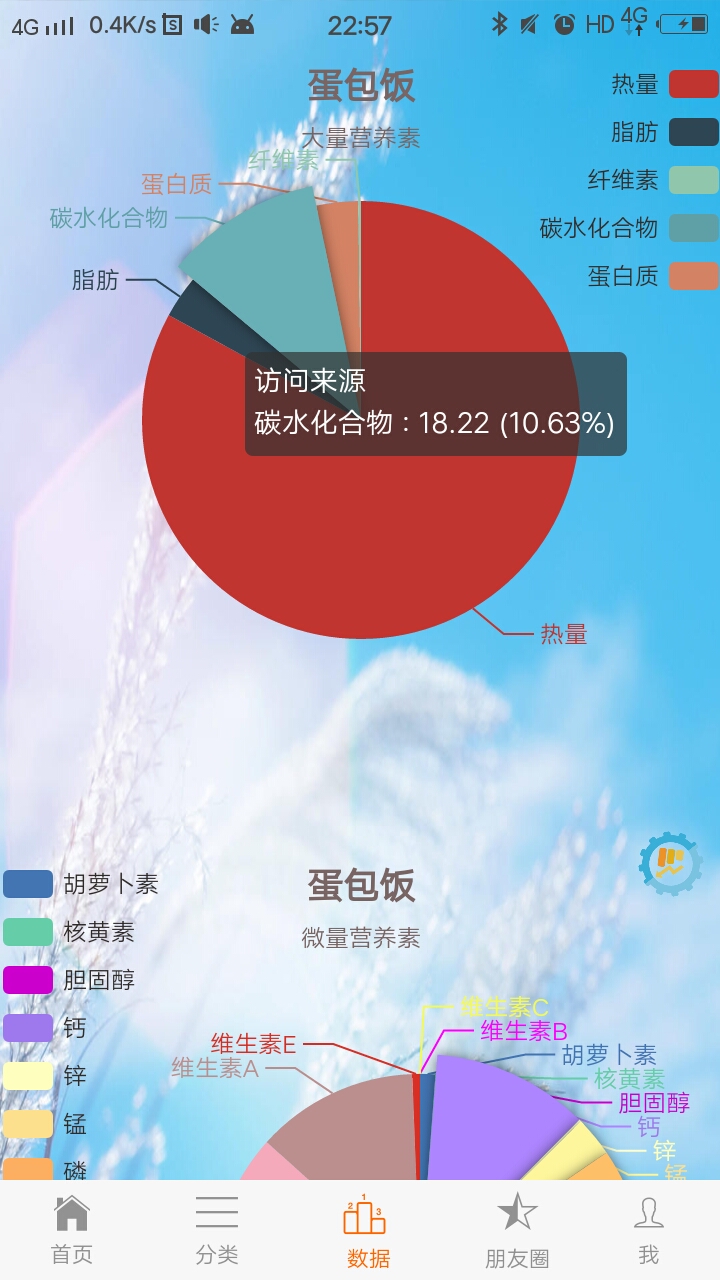 4G 0.4K/s 22:57 HD 4G
蛋包饭
大量营养素
热量
脂肪
纤维素
碳水化合物
蛋白质
纤维素
蛋白质
碳水化合物
脂肪
访问来源
碳水化合物 : 18.22 (10.63%)
热量
蛋包饭
微量营养素
胡萝卜素
核黄素
胆固醇
钙
锌
锰
磷
维生素C
维生素B
维生素E
维生素A
胡萝卜素
核黄素
胆固醇
钙
锌
锰
首页 分类 数据 朋友圈 我